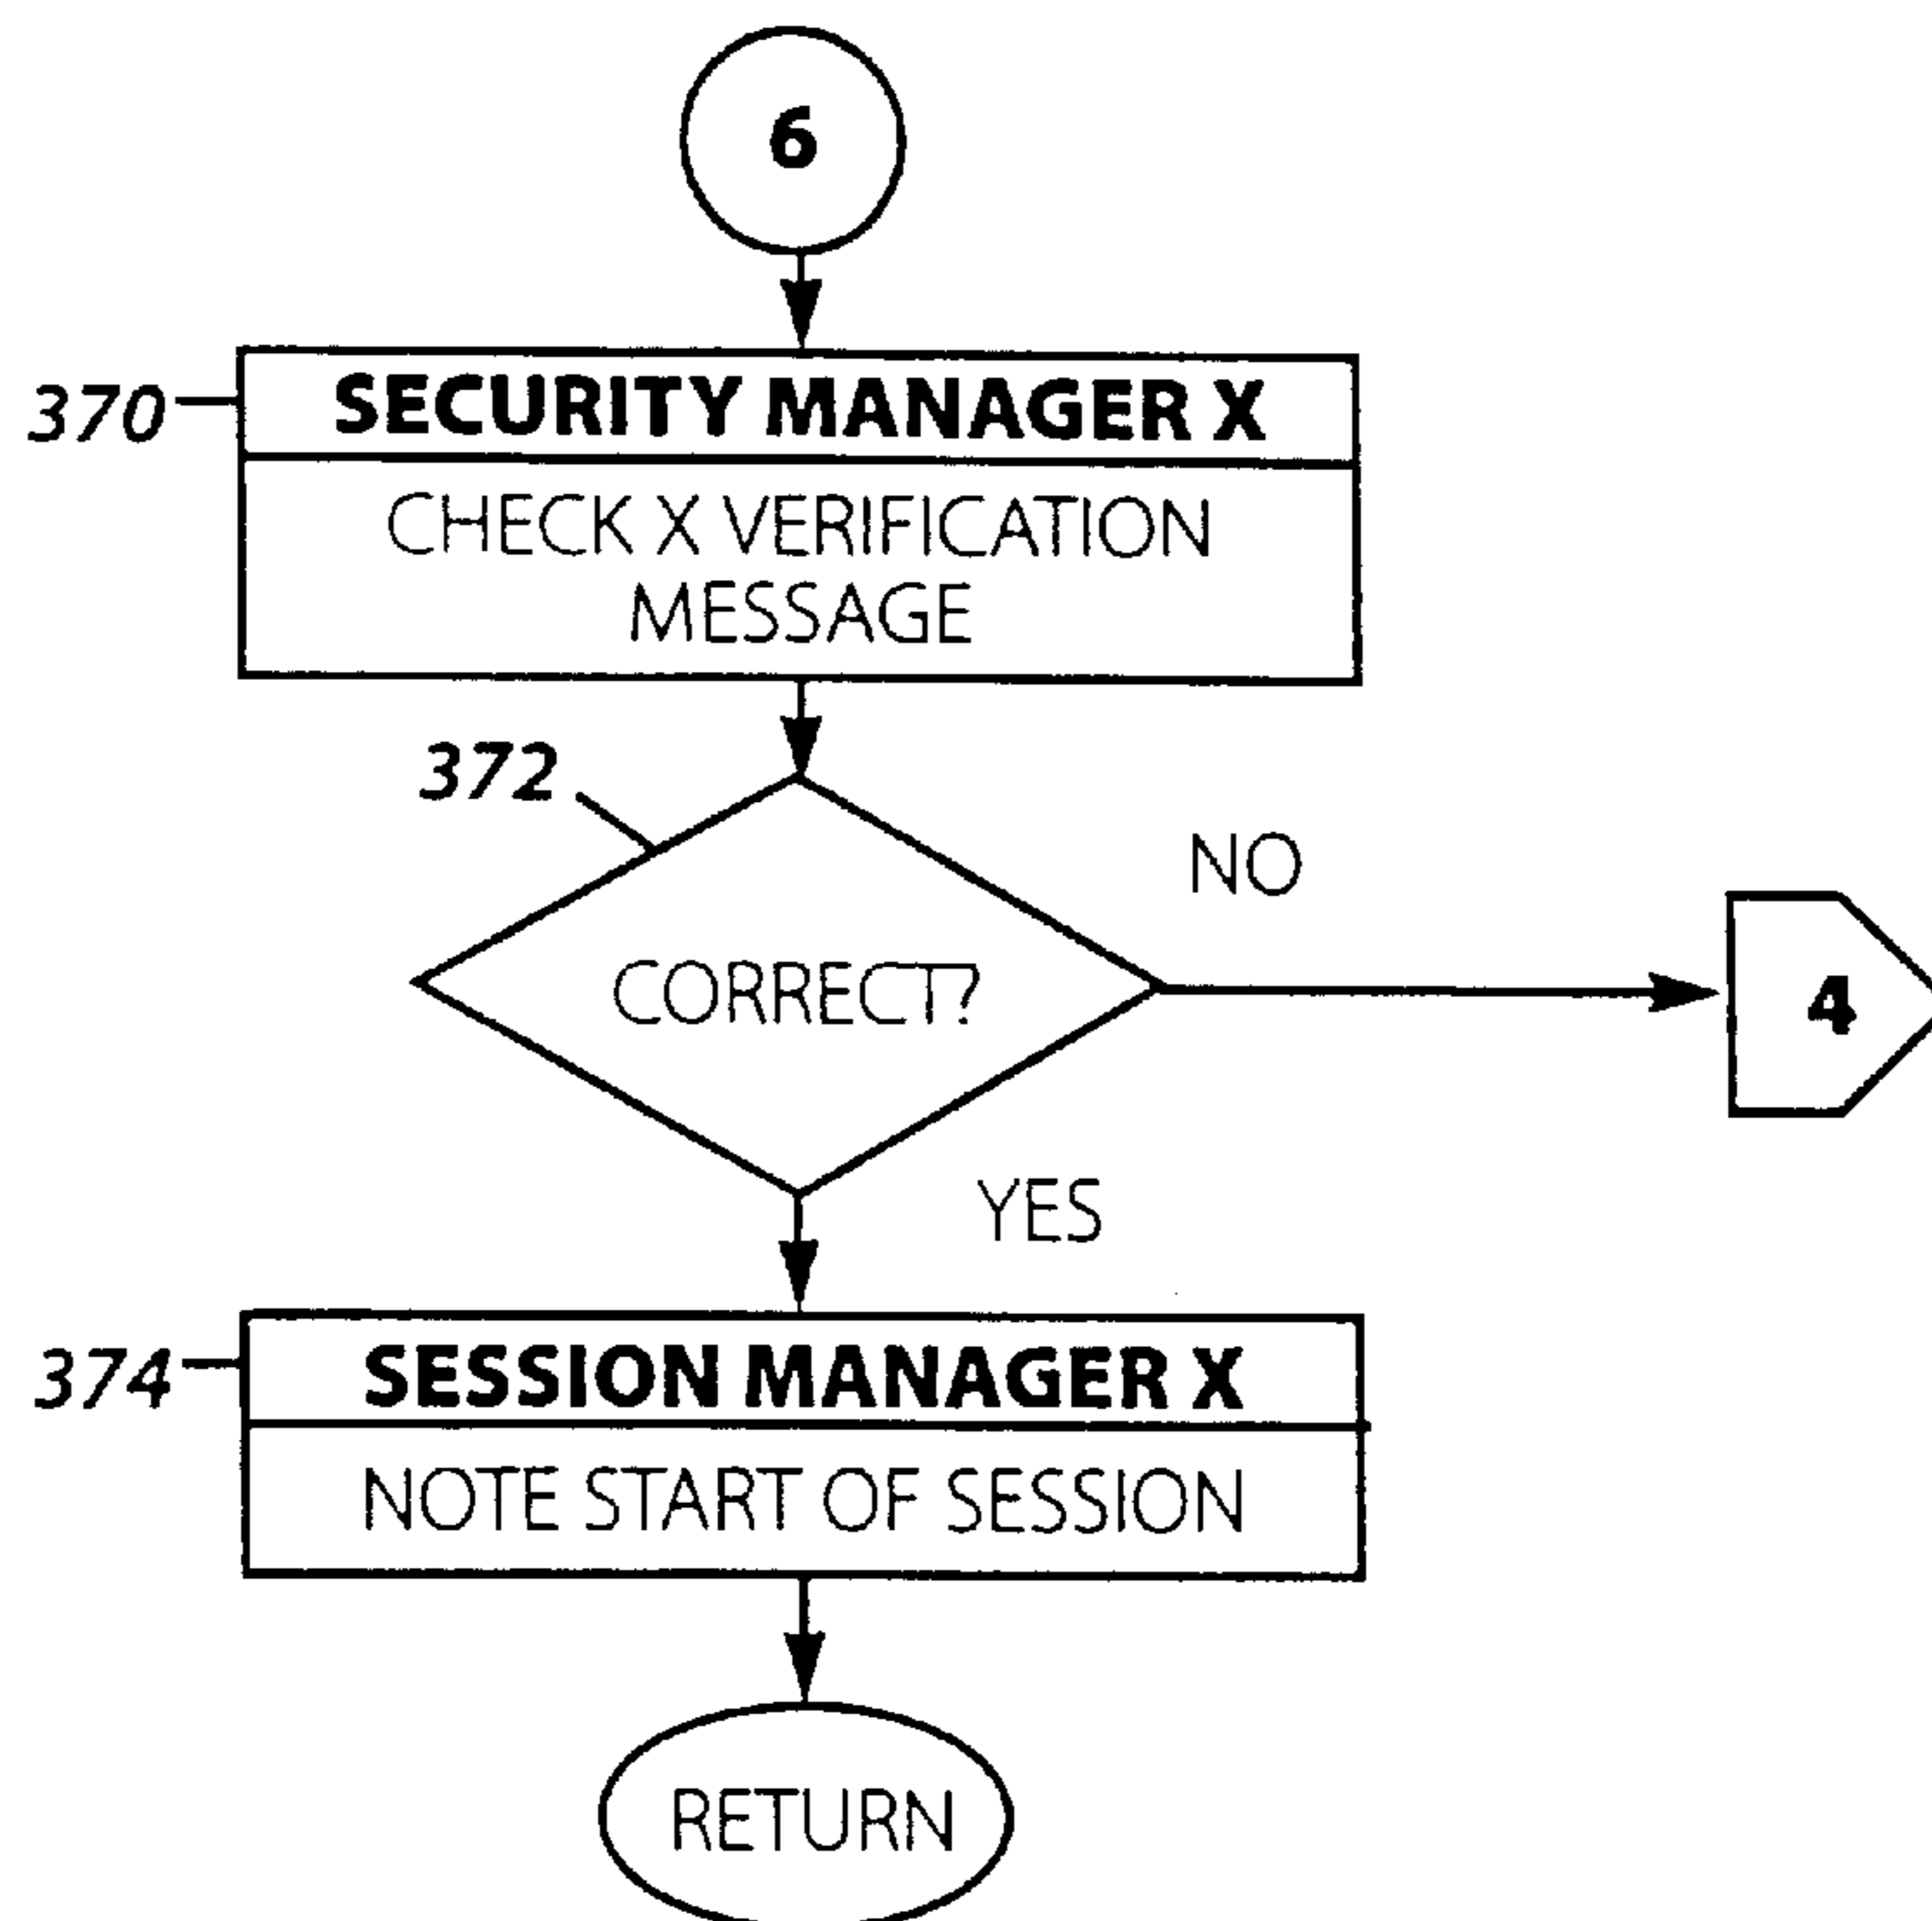 6
370
SECURITY MANAGER X
CHECK X VERIFICATION
MESSAGE
372
NO
CORRECT?
4
YES
374
SESSION MANAGER X
NOTE START OF SESSION
RETURN